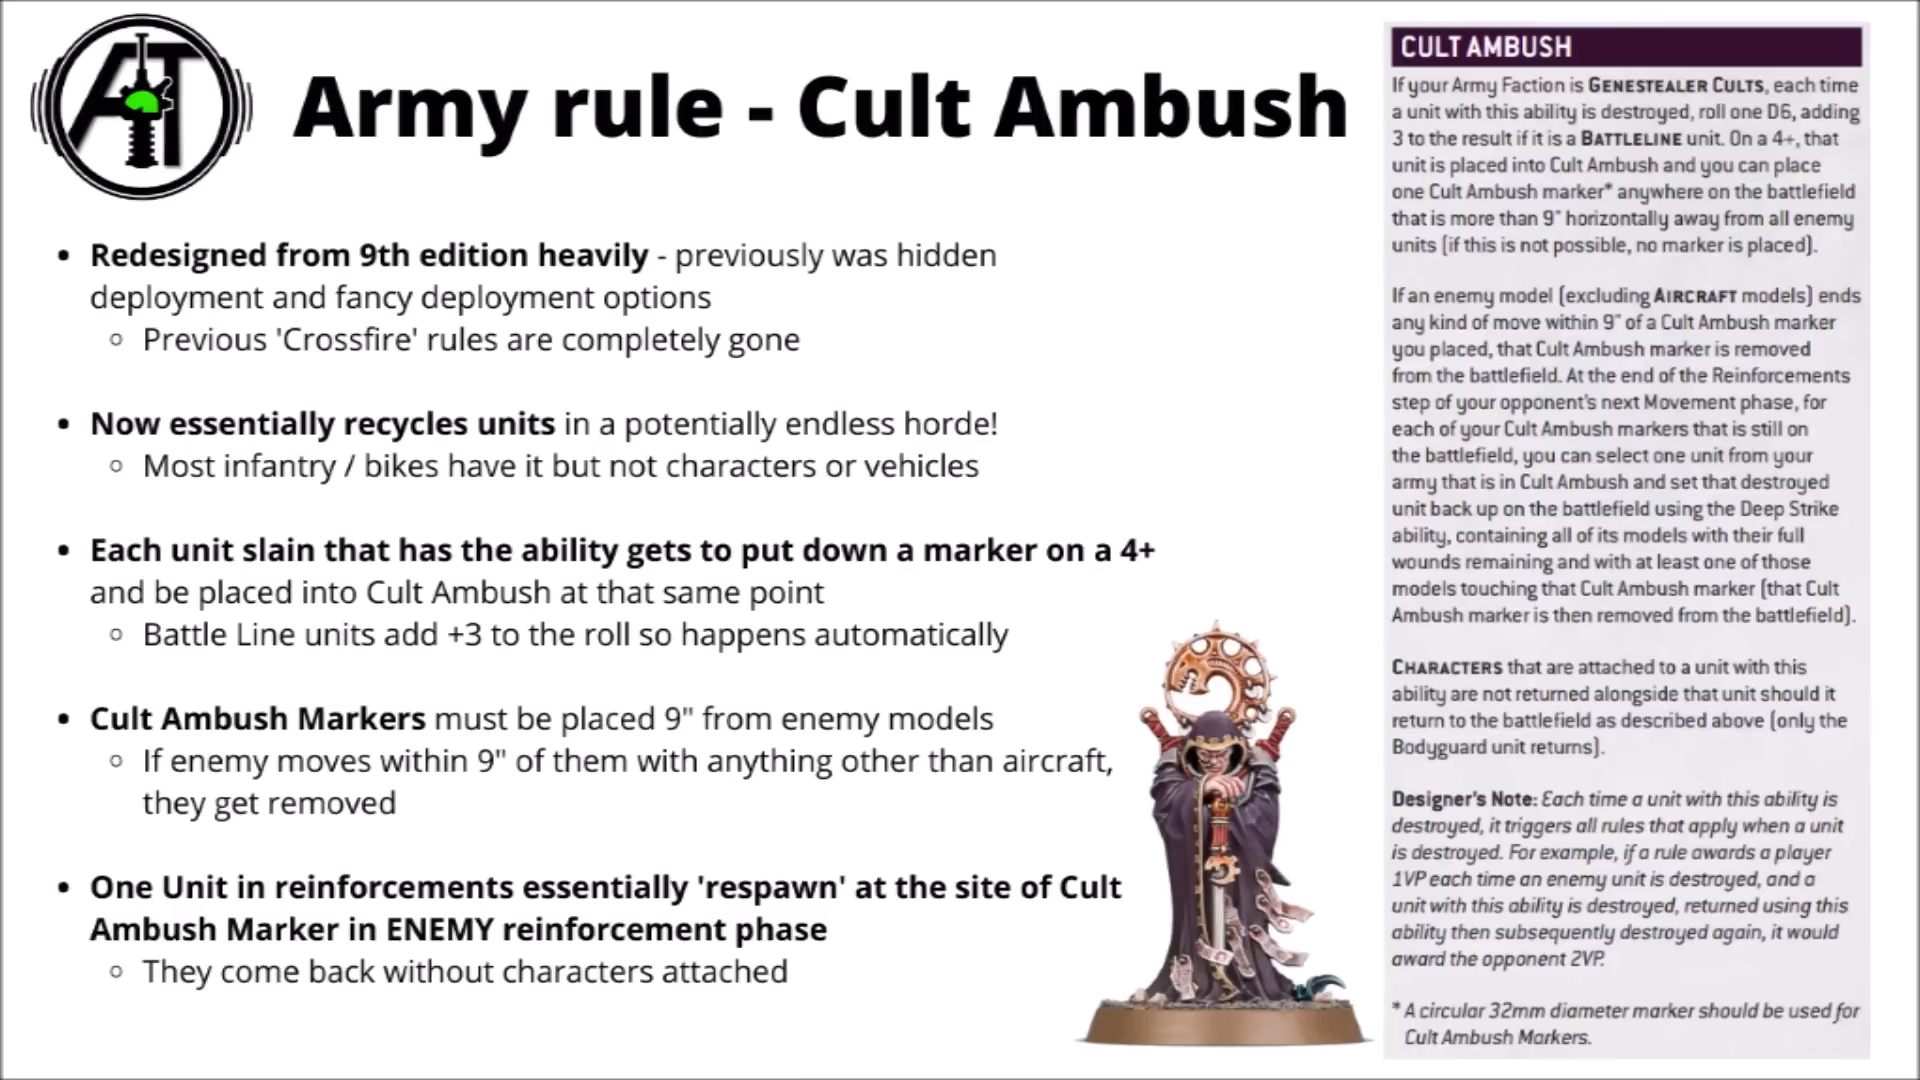 AT
Army rule - Cult Ambush
• Redesigned from 9th edition heavily - previously was hidden
deployment and fancy deployment options
◦ Previous 'Crossfire' rules are completely gone
• Now essentially recycles units in a potentially endless horde!
◦ Most infantry / bikes have it but not characters or vehicles
• Each unit slain that has the ability gets to put down a marker on a 4+
and be placed into Cult Ambush at that same point
◦ Battle Line units add +3 to the roll so happens automatically
• Cult Ambush Markers must be placed 9" from enemy models
◦ If enemy moves within 9" of them with anything other than aircraft,
they get removed
• One Unit in reinforcements essentially 'respawn' at the site of Cult
Ambush Marker in ENEMY reinforcement phase
◦ They come back without characters attached
CULT AMBUSH
If your Army Faction is GENESTEALER CULTS, each time
a unit with this ability is destroyed, roll one D6, adding
3 to the result if it is a BATTLELINE unit. On a 4+, that
unit is placed into Cult Ambush and you can place
one Cult Ambush marker* anywhere on the battlefield
that is more than 9" horizontally away from all enemy
units (if this is not possible, no marker is placed).
If an enemy model (excluding AIRCRAFT models) ends
any kind of move within 9" of a Cult Ambush marker
you placed, that Cult Ambush marker is removed
from the battlefield. At the end of the Reinforcements
step of your opponent's next Movement phase, for
each of your Cult Ambush markers that is still on
the battlefield, you can select one unit from your
army that is in Cult Ambush and set that destroyed
unit back up on the battlefield using the Deep Strike
ability, containing all of its models with their full
wounds remaining and with at least one of those
models touching that Cult Ambush marker (that Cult
Ambush marker is then removed from the battlefield).
CHARACTERS that are attached to a unit with this
ability are not returned alongside that unit should it
return to the battlefield as described above (only the
Bodyguard unit returns).
Designer's Note: Each time a unit with this ability is
destroyed, it triggers all rules that apply when a unit
is destroyed. For example, if a rule awards a player
1VP each time an enemy unit is destroyed, and a
unit with this ability is destroyed, returned using this
ability then subsequently destroyed again, it would
award the opponent 2VP.
* A circular 32mm diameter marker should be used for
Cult Ambush Markers.